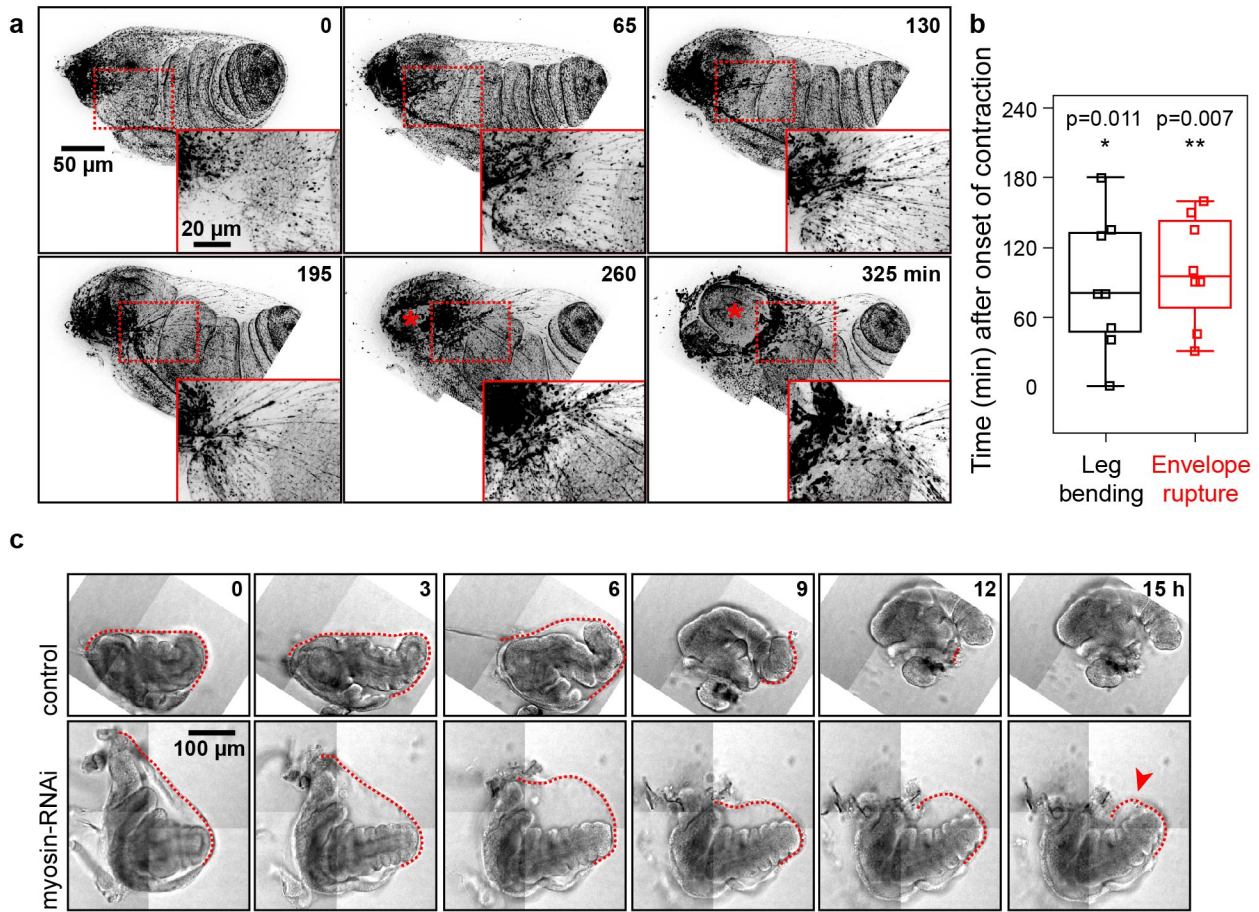 a
0
65
130
50 µm
20 µm
195
260
325 min
b
Time (min) after onset of contraction
240
180
120
60
0
p=0.011
p=0.007
*
**
Leg
bending
Envelope
rupture
c
control
0
3
6
9
12
15 h
myosin-RNAi
100 µm